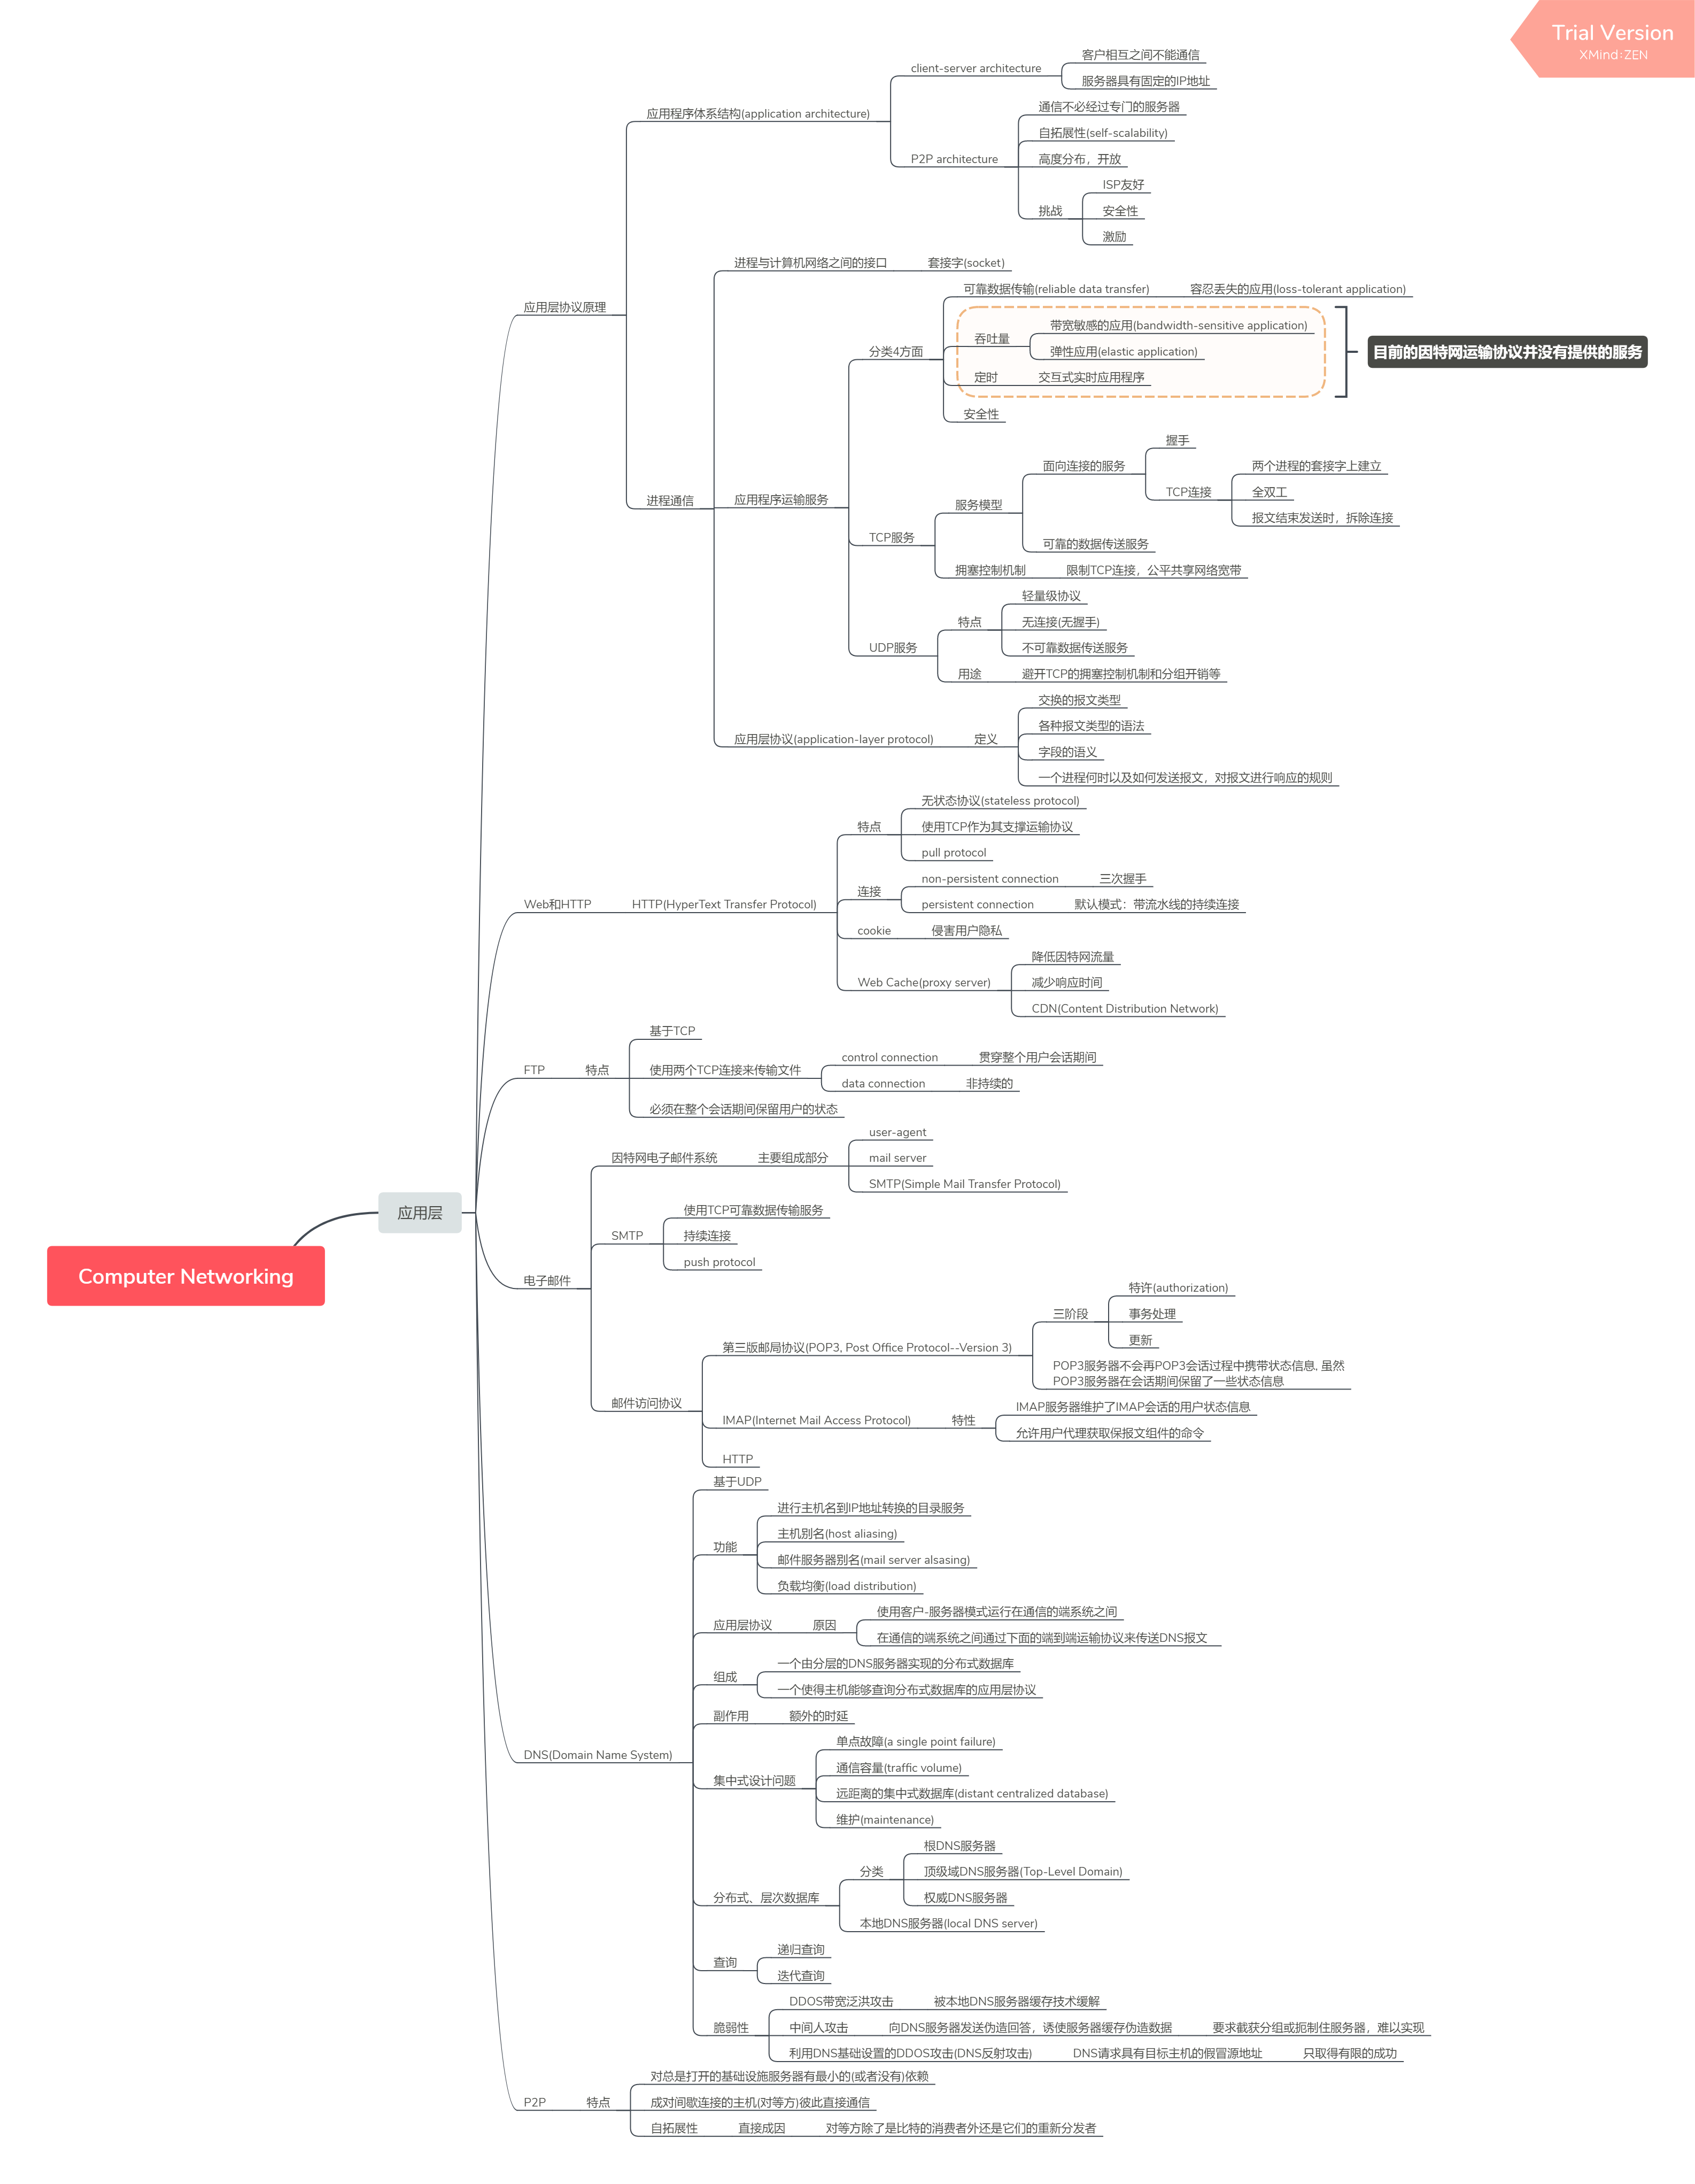 Trial Version
XMind:ZEN
Computer Networking
应用层
应用层协议原理
应用程序体系结构(application architecture)
client-server architecture
客户相互之间不能通信
服务器具有固定的IP地址
P2P architecture
通信不必经过专门的服务器
自拓展性(self-scalability)
高度分布，开放
挑战
ISP友好
安全性
激励
进程通信
进程与计算机网络之间的接口
套接字(socket)
应用程序运输服务
分类4方面
可靠数据传输(reliable data transfer)
容忍丢失的应用(loss-tolerant application)
吞吐量
带宽敏感的应用(bandwidth-sensitive application)
弹性应用(elastic application)
定时
交互式实时应用程序
安全性
目前的因特网运输协议并没有提供的服务
TCP服务
服务模型
面向连接的服务
握手
TCP连接
两个进程的套接字上建立
全双工
报文结束发送时，拆除连接
可靠的数据传送服务
拥塞控制机制
限制TCP连接，公平共享网络宽带
UDP服务
特点
轻量级协议
无连接(无握手)
不可靠数据传送服务
用途
避开TCP的拥塞控制机制和分组开销等
应用层协议(application-layer protocol)
定义
交换的报文类型
各种报文类型的语法
字段的语义
一个进程何时以及如何发送报文，对报文进行响应的规则
Web和HTTP
HTTP(HyperText Transfer Protocol)
特点
无状态协议(stateless protocol)
使用TCP作为其支撑运输协议
pull protocol
连接
non-persistent connection
三次握手
persistent connection
默认模式：带流水线的持续连接
cookie
侵害用户隐私
Web Cache(proxy server)
降低因特网流量
减少响应时间
CDN(Content Distribution Network)
FTP
特点
基于TCP
使用两个TCP连接来传输文件
control connection
贯穿整个用户会话期间
data connection
非持续的
必须在整个会话期间保留用户的状态
电子邮件
因特网电子邮件系统
主要组成部分
user-agent
mail server
SMTP(Simple Mail Transfer Protocol)
SMTP
使用TCP可靠数据传输服务
持续连接
push protocol
邮件访问协议
第三版邮局协议(POP3, Post Office Protocol--Version 3)
三阶段
特许(authorization)
事务处理
更新
POP3服务器不会再POP3会话过程中携带状态信息, 虽然
POP3服务器在会话期间保留了一些状态信息
IMAP(Internet Mail Access Protocol)
特性
IMAP服务器维护了IMAP会话的用户状态信息
允许用户代理获取保报文组件的命令
HTTP
DNS(Domain Name System)
基于UDP
功能
进行主机名到IP地址转换的目录服务
主机别名(host aliasing)
邮件服务器别名(mail server alsasing)
负载均衡(load distribution)
应用层协议
原因
使用客户-服务器模式运行在通信的端系统之间
在通信的端系统之间通过下面的端到端运输协议来传送DNS报文
组成
一个由分层的DNS服务器实现的分布式数据库
一个使得主机能够查询分布式数据库的应用层协议
副作用
额外的时延
集中式设计问题
单点故障(a single point failure)
通信容量(traffic volume)
远距离的集中式数据库(distant centralized database)
维护(maintenance)
分布式、层次数据库
分类
根DNS服务器
顶级域DNS服务器(Top-Level Domain)
权威DNS服务器
本地DNS服务器(local DNS server)
查询
递归查询
迭代查询
脆弱性
DDOS带宽泛洪攻击
被本地DNS服务器缓存技术缓解
中间人攻击
向DNS服务器发送伪造回答，诱使服务器缓存伪造数据
要求截获分组或扼制住服务器，难以实现
利用DNS基础设置的DDOS攻击(DNS反射攻击)
DNS请求具有目标主机的假冒源地址
只取得有限的成功
P2P
特点
对总是打开的基础设施服务器有最小的(或者没有)依赖
成对间歇连接的主机(对等方)彼此直接通信
自拓展性
直接成因
对等方除了是比特的消费者外还是它们的重新分发者